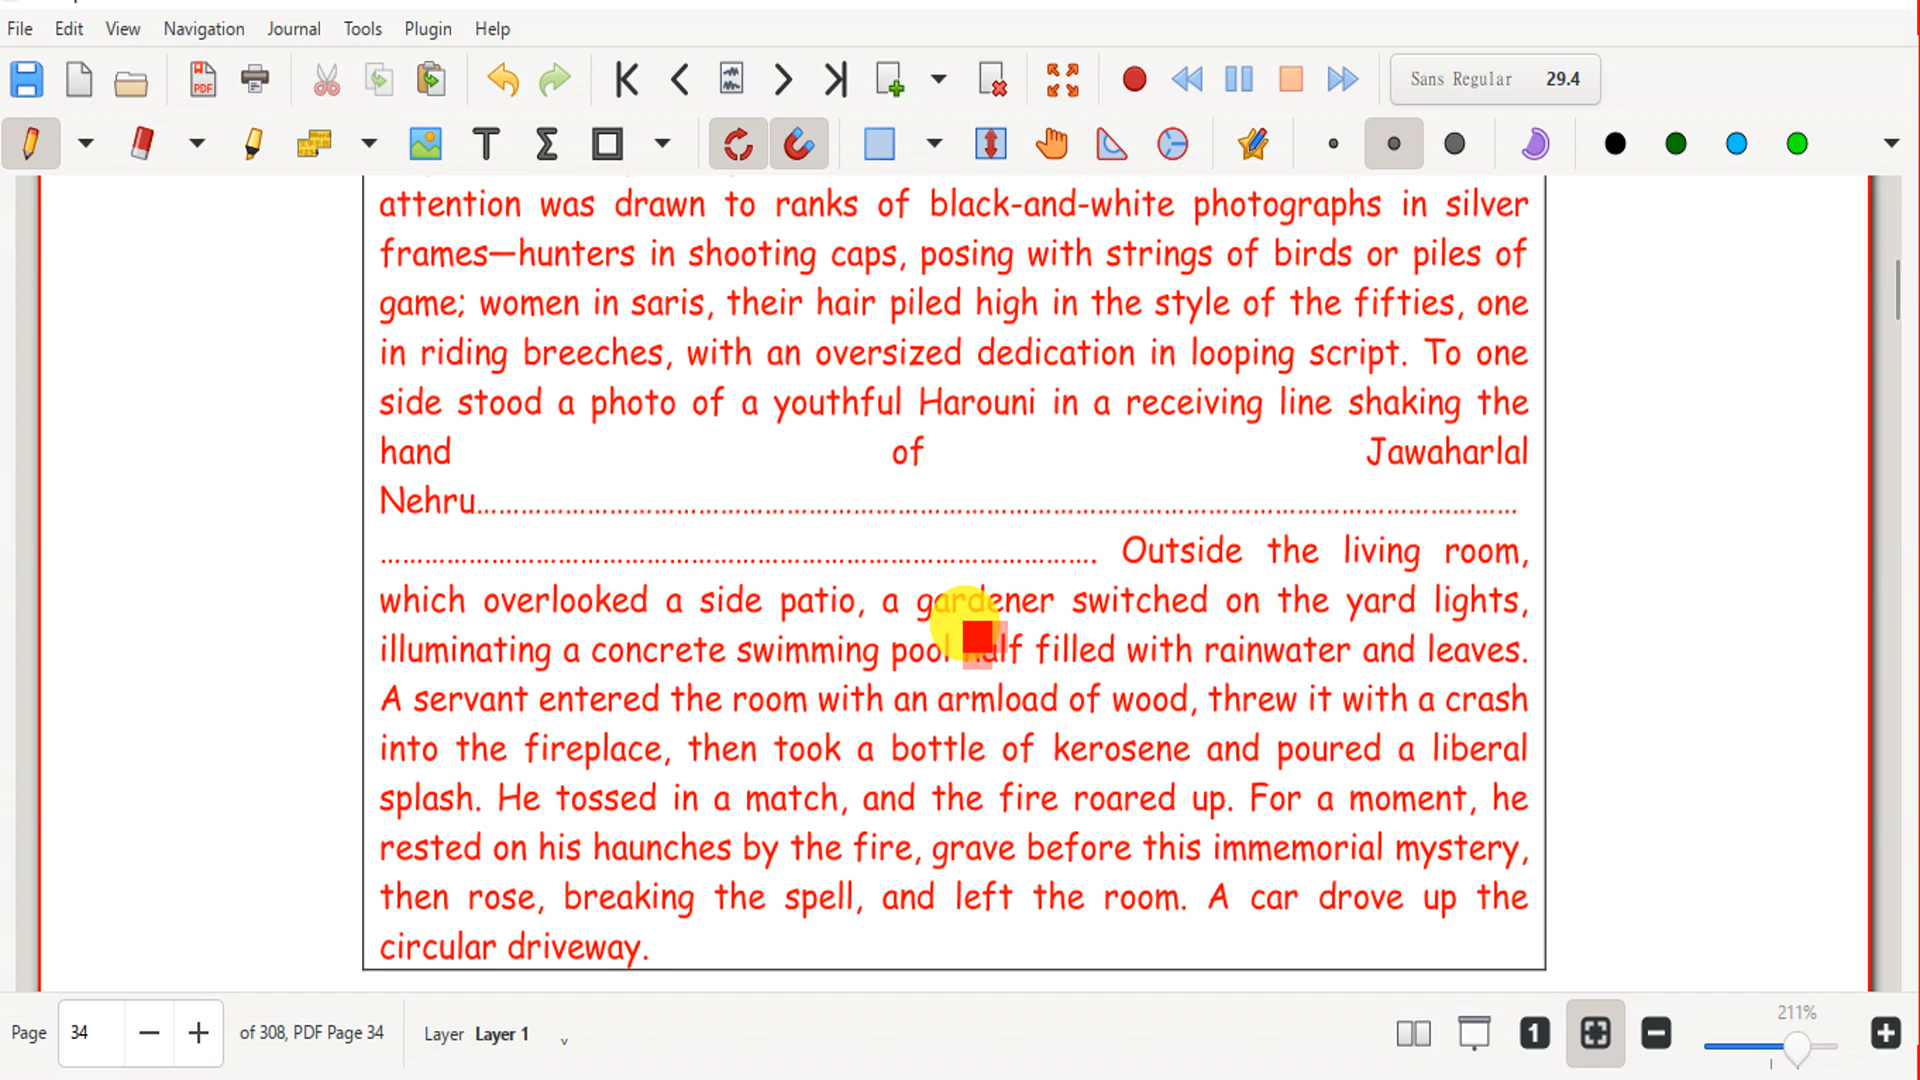 File Edit View Navigation Journal Tools Plugin Help
Sans Regular 29.4
attention was drawn to ranks of black-and-white photographs in silver
frames—hunters in shooting caps, posing with strings of birds or piles of
game; women in saris, their hair piled high in the style of the fifties, one
in riding breeches, with an oversized dedication in looping script. To one
side stood a photo of a youthful Harouni in a receiving line shaking the
hand of Jawaharlal
Nehru……………………………………………………………………………………………………………………………
…………………………………………………………………………………. Outside the living room,
which overlooked a side patio, a gardener switched on the yard lights,
illuminating a concrete swimming pool half filled with rainwater and leaves.
A servant entered the room with an armload of wood, threw it with a crash
into the fireplace, then took a bottle of kerosene and poured a liberal
splash. He tossed in a match, and the fire roared up. For a moment, he
rested on his haunches by the fire, grave before this immemorial mystery,
then rose, breaking the spell, and left the room. A car drove up the
circular driveway.
Page 34 of 308, PDF Page 34 Layer Layer 1 211%